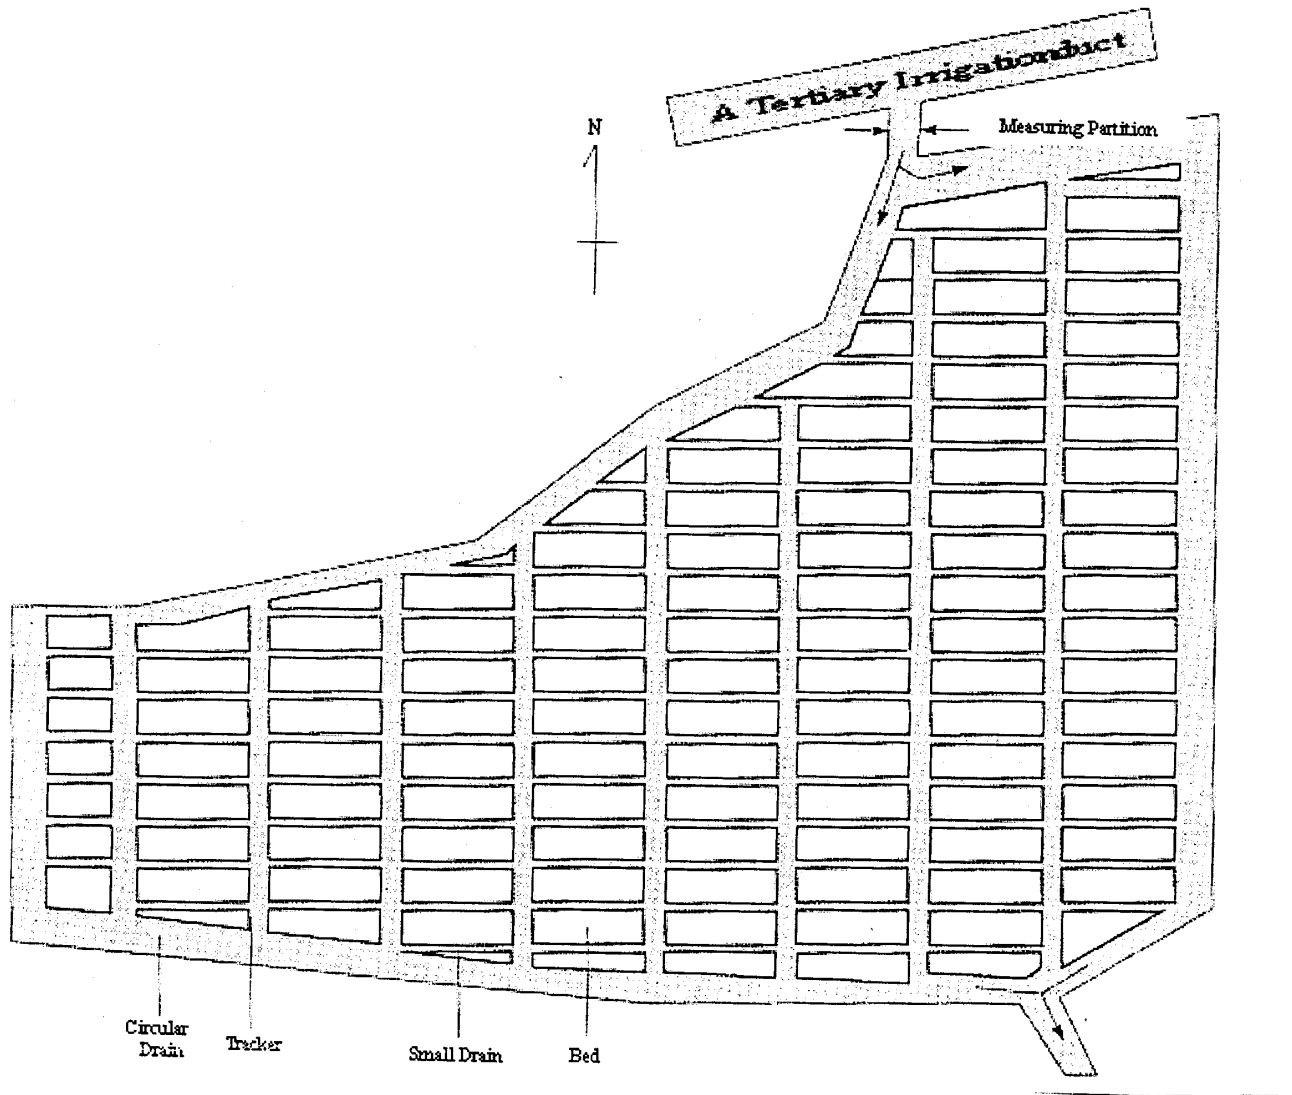 A Tertiary Irrigationduct
N
Measuring Partition
Circular
Drain
Tracker
Small Drain
Bed